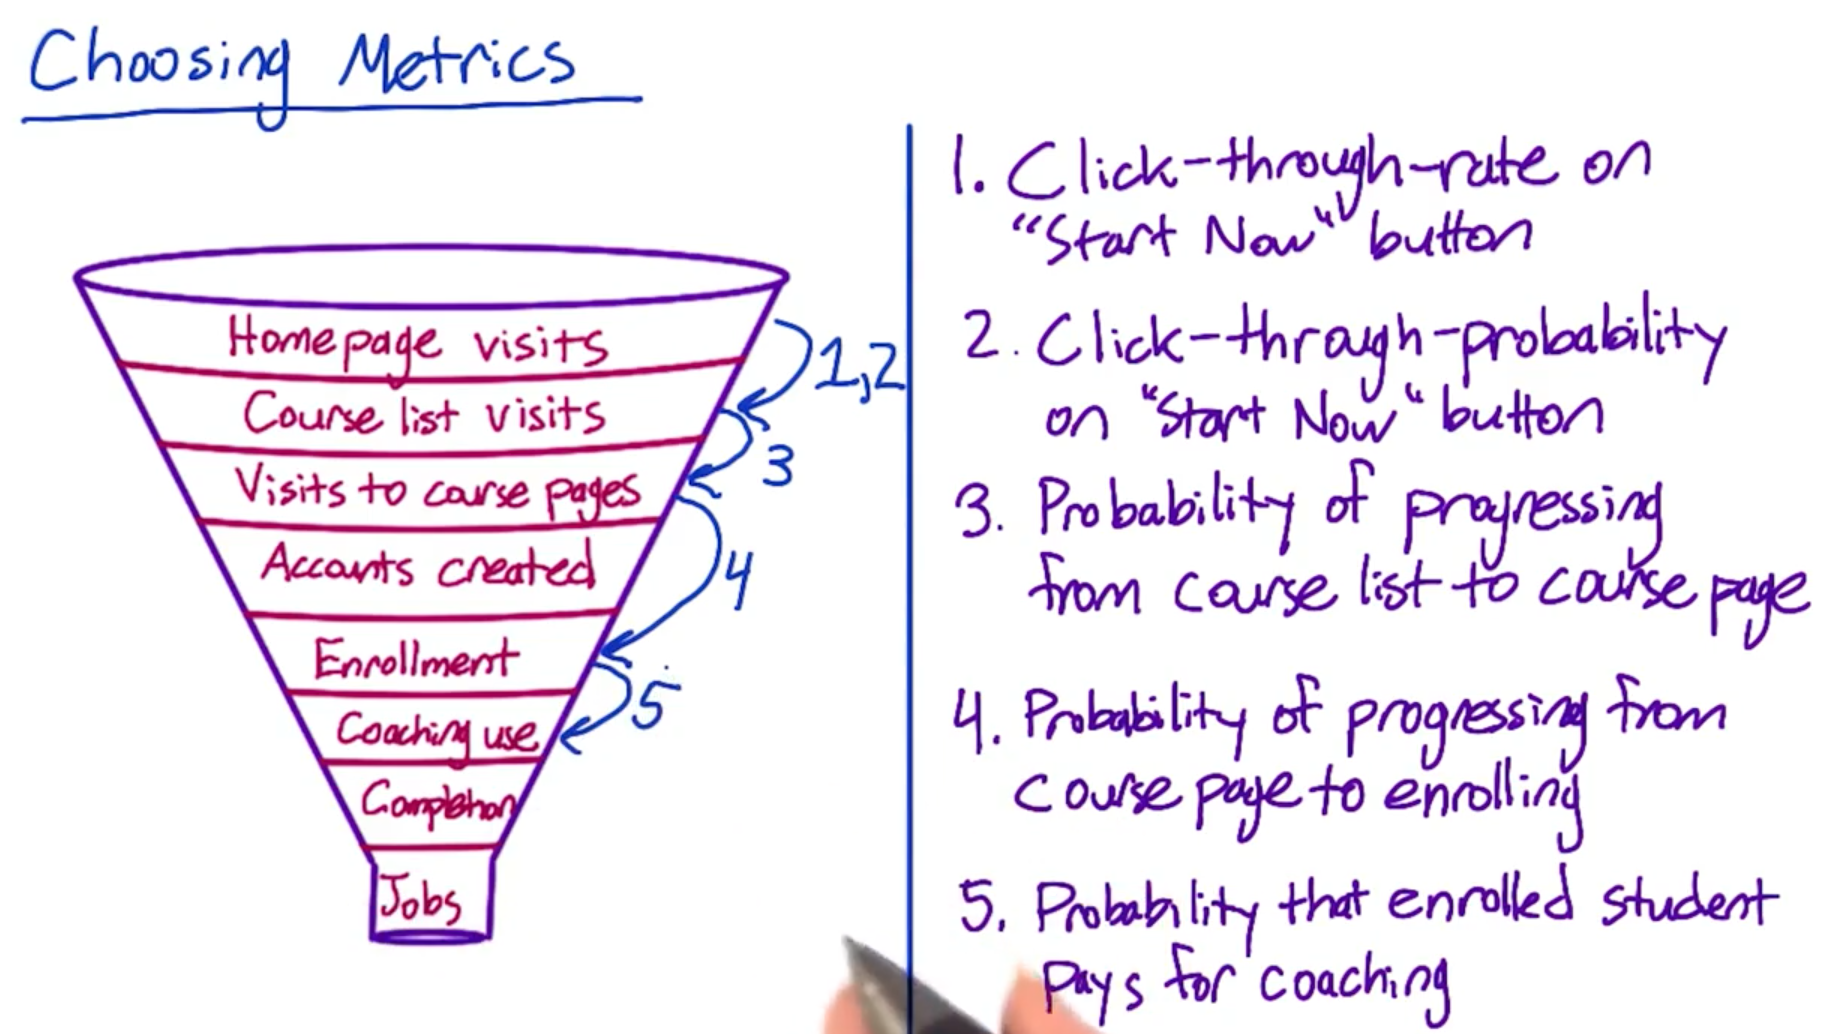 Choosing Metrics
Homepage visits
Course list visits
Visits to course pages
Accounts created
Enrollment
Coaching use
Completion
Jobs
1,2
3
4
5
1. Click-through-rate on
"Start Now" button
2. Click-through-probability
on "Start Now" button
3. Probability of progressing
from course list to course page
4. Probability of progressing from
course page to enrolling
5. Probability that enrolled student
pays for coaching